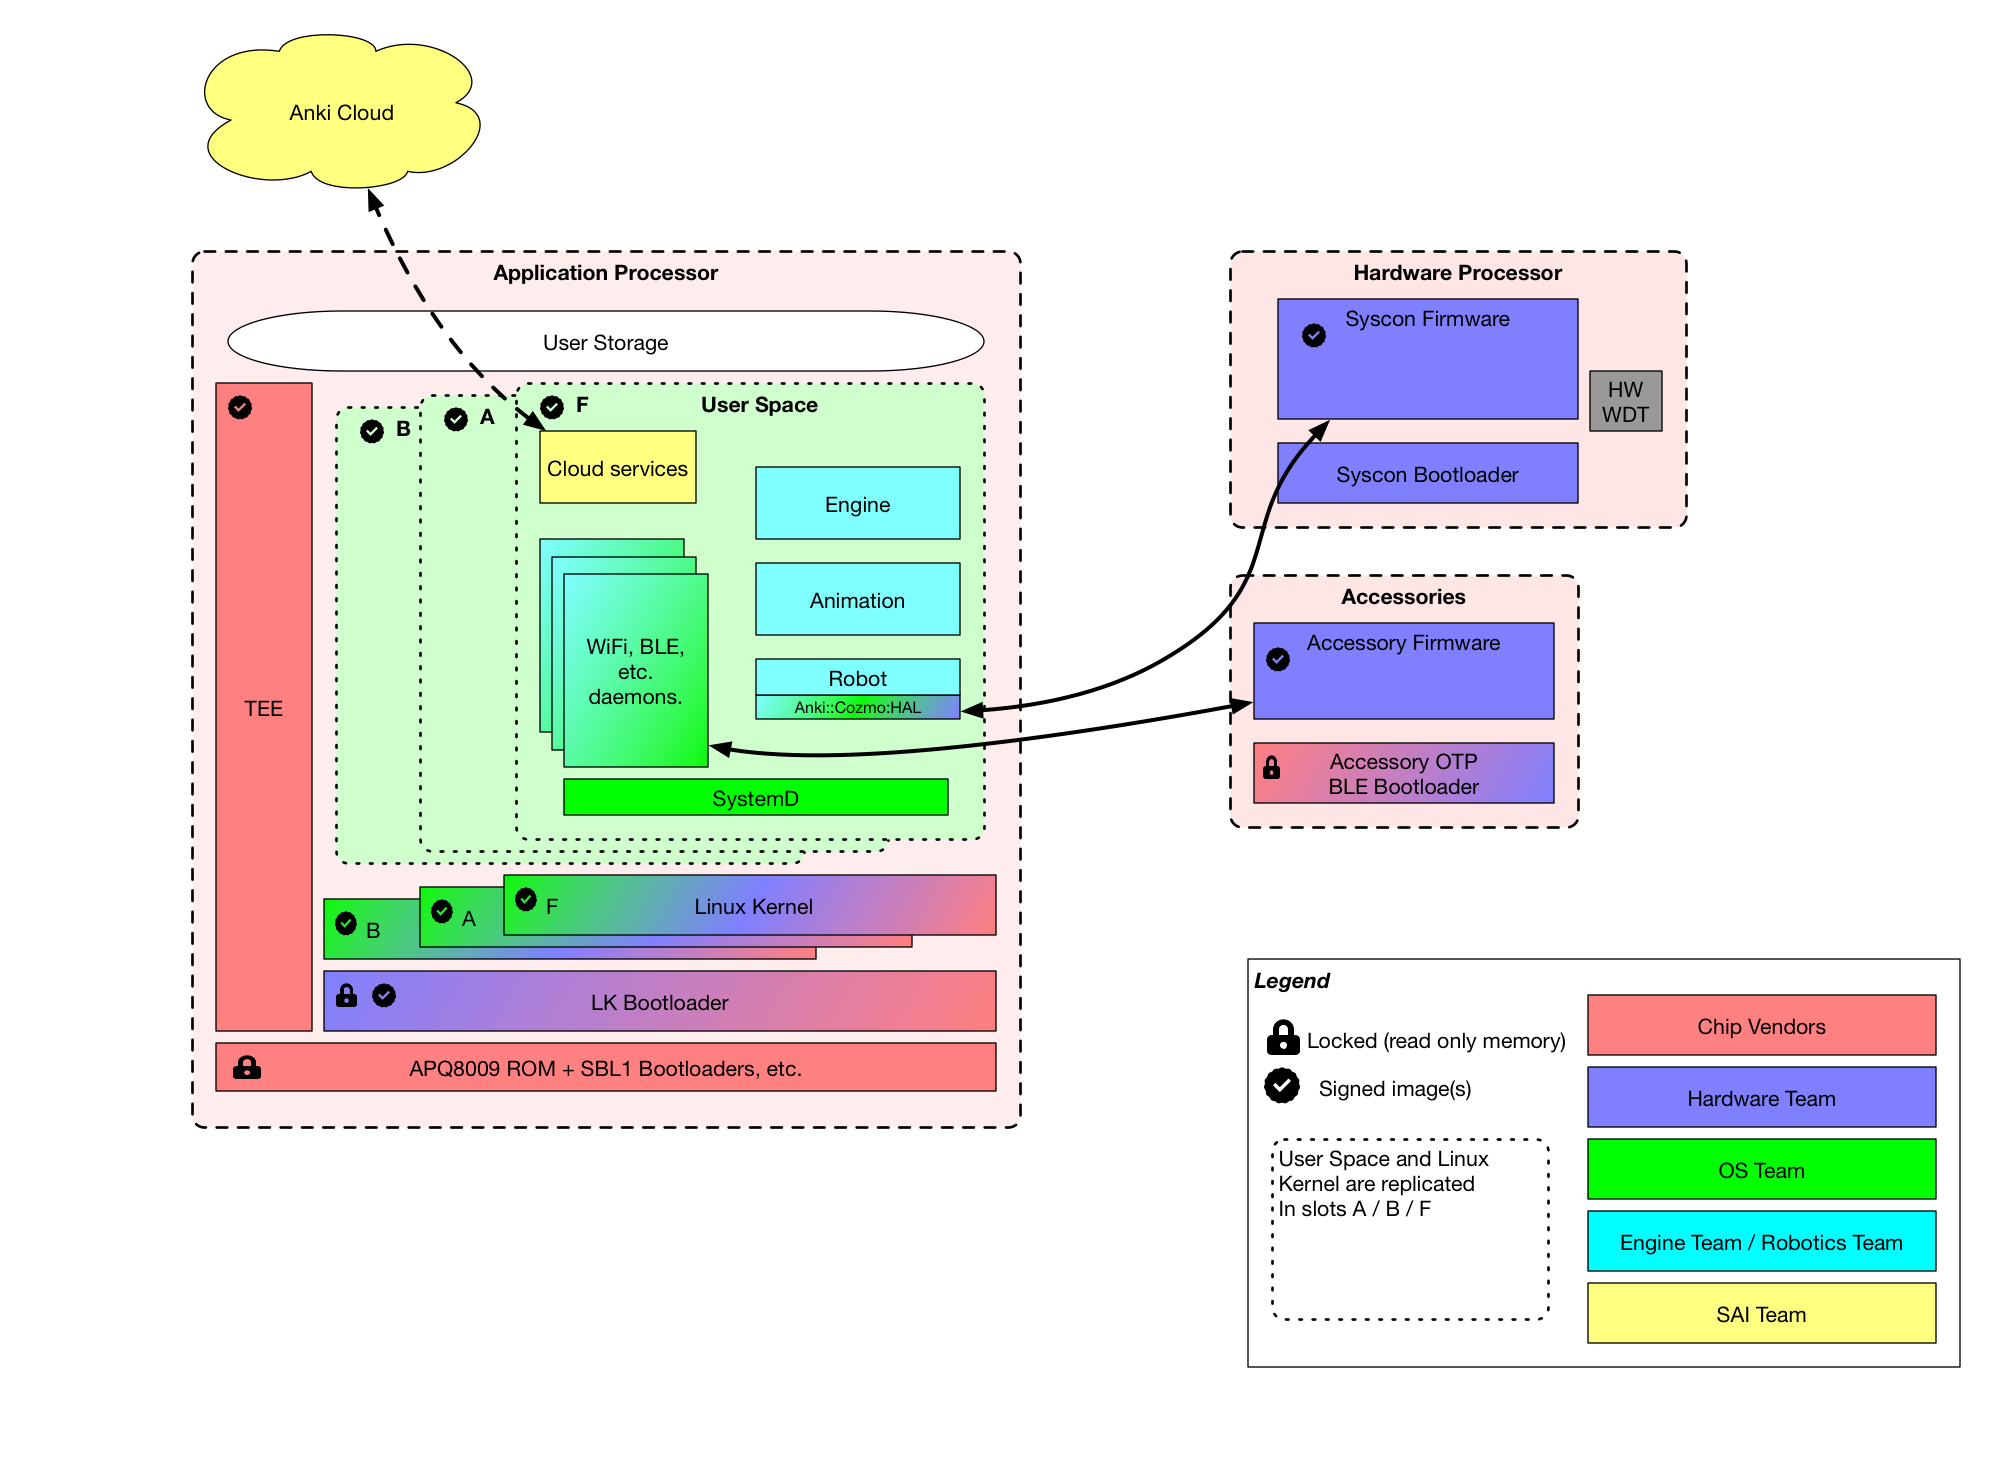 Anki Cloud
Application Processor
User Storage
TEE
B
A
F
User Space
Cloud services
Engine
Animation
WiFi, BLE,
etc.
daemons.
Robot
Anki::Cozmo:HAL
SystemD
B
A
F
Linux Kernel
LK Bootloader
APQ8009 ROM + SBL1 Bootloaders, etc.
Hardware Processor
Syscon Firmware
HW
WDT
Syscon Bootloader
Accessories
Accessory Firmware
Accessory OTP
BLE Bootloader
Legend
Locked (read only memory)
Signed image(s)
User Space and Linux
Kernel are replicated
In slots A / B / F
Chip Vendors
Hardware Team
OS Team
Engine Team / Robotics Team
SAI Team